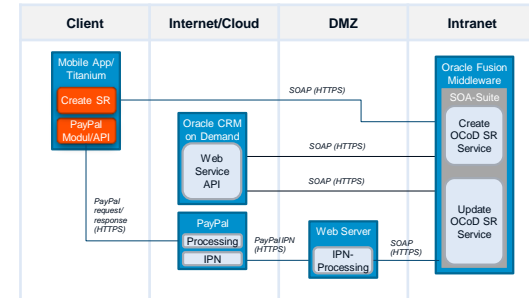 Client
Internet/Cloud
DMZ
Intranet
Mobile App/
Titanium
Create SR
PayPal
Modul/API
Oracle Fusion
Middleware
SOA-Suite
Create
OCoD SR
Service
SOAP (HTTPS)
Oracle CRM
on Demand
Web
Service
API
SOAP (HTTPS)
SOAP (HTTPS)
Update
OCoD SR
Service
PayPal
request/
response
(HTTPS)
PayPal
Processing
IPN
PayPal IPN
(HTTPS)
Web Server
IPN-
Processing
SOAP
(HTTPS)